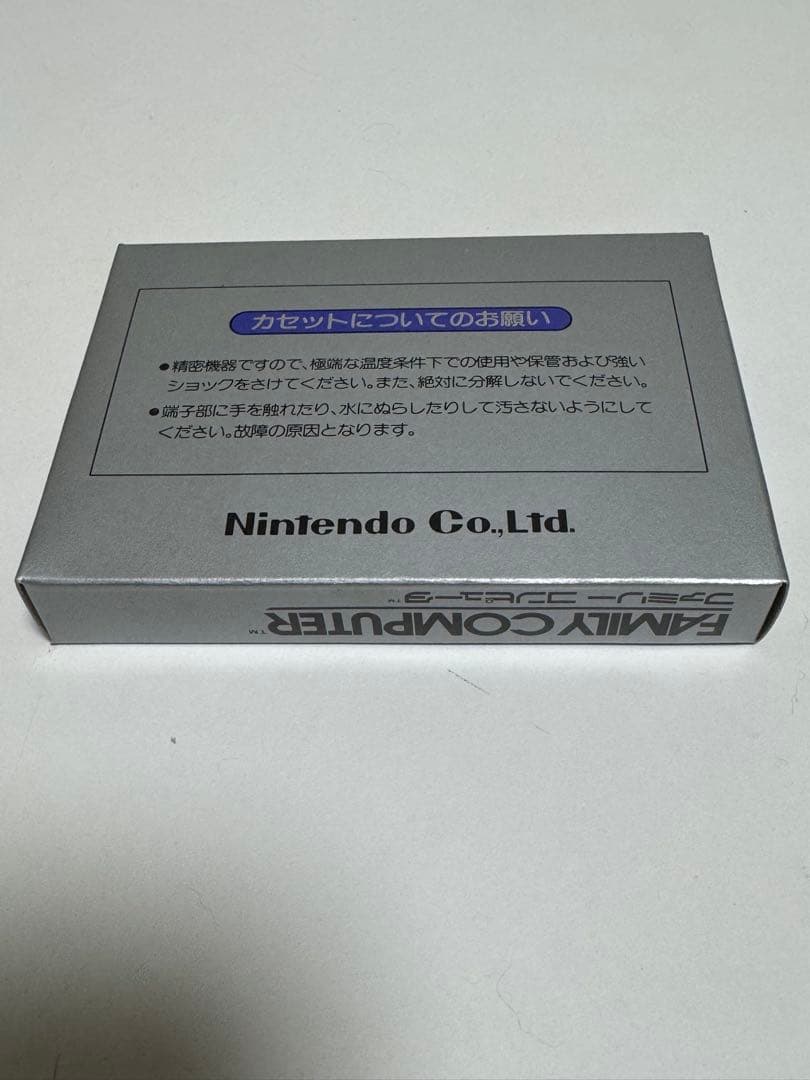 カセットについてのお願い
●精密機器ですので、極端な温度条件下での使用や保管および強い
ショックをさけてください。また、絶対に分解しないでください。
●端子部に手を触れたり、水にぬらしたりして汚さないようにして
ください。故障の原因となります。
Nintendo Co.,Ltd.
FAMILY COMPUTER™
ファミリー コンピュータ™